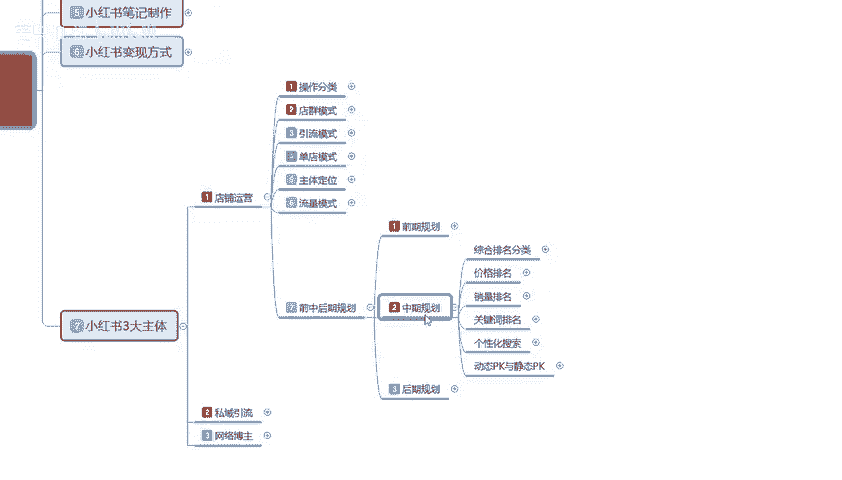 小红书笔记制作
小红书变现方式
1 操作分类
2 店群模式
3 引流模式
4 单店模式
主体定位
流量模式
1 店铺运营
1 前期规划
综合排名分类
价格排名
销量排名
前中后期规划
2 中期规划
关键词排名
小红书3大主体
个性化搜索
动态PK与静态PK
3 后期规划
2 私域引流
3 网络博主